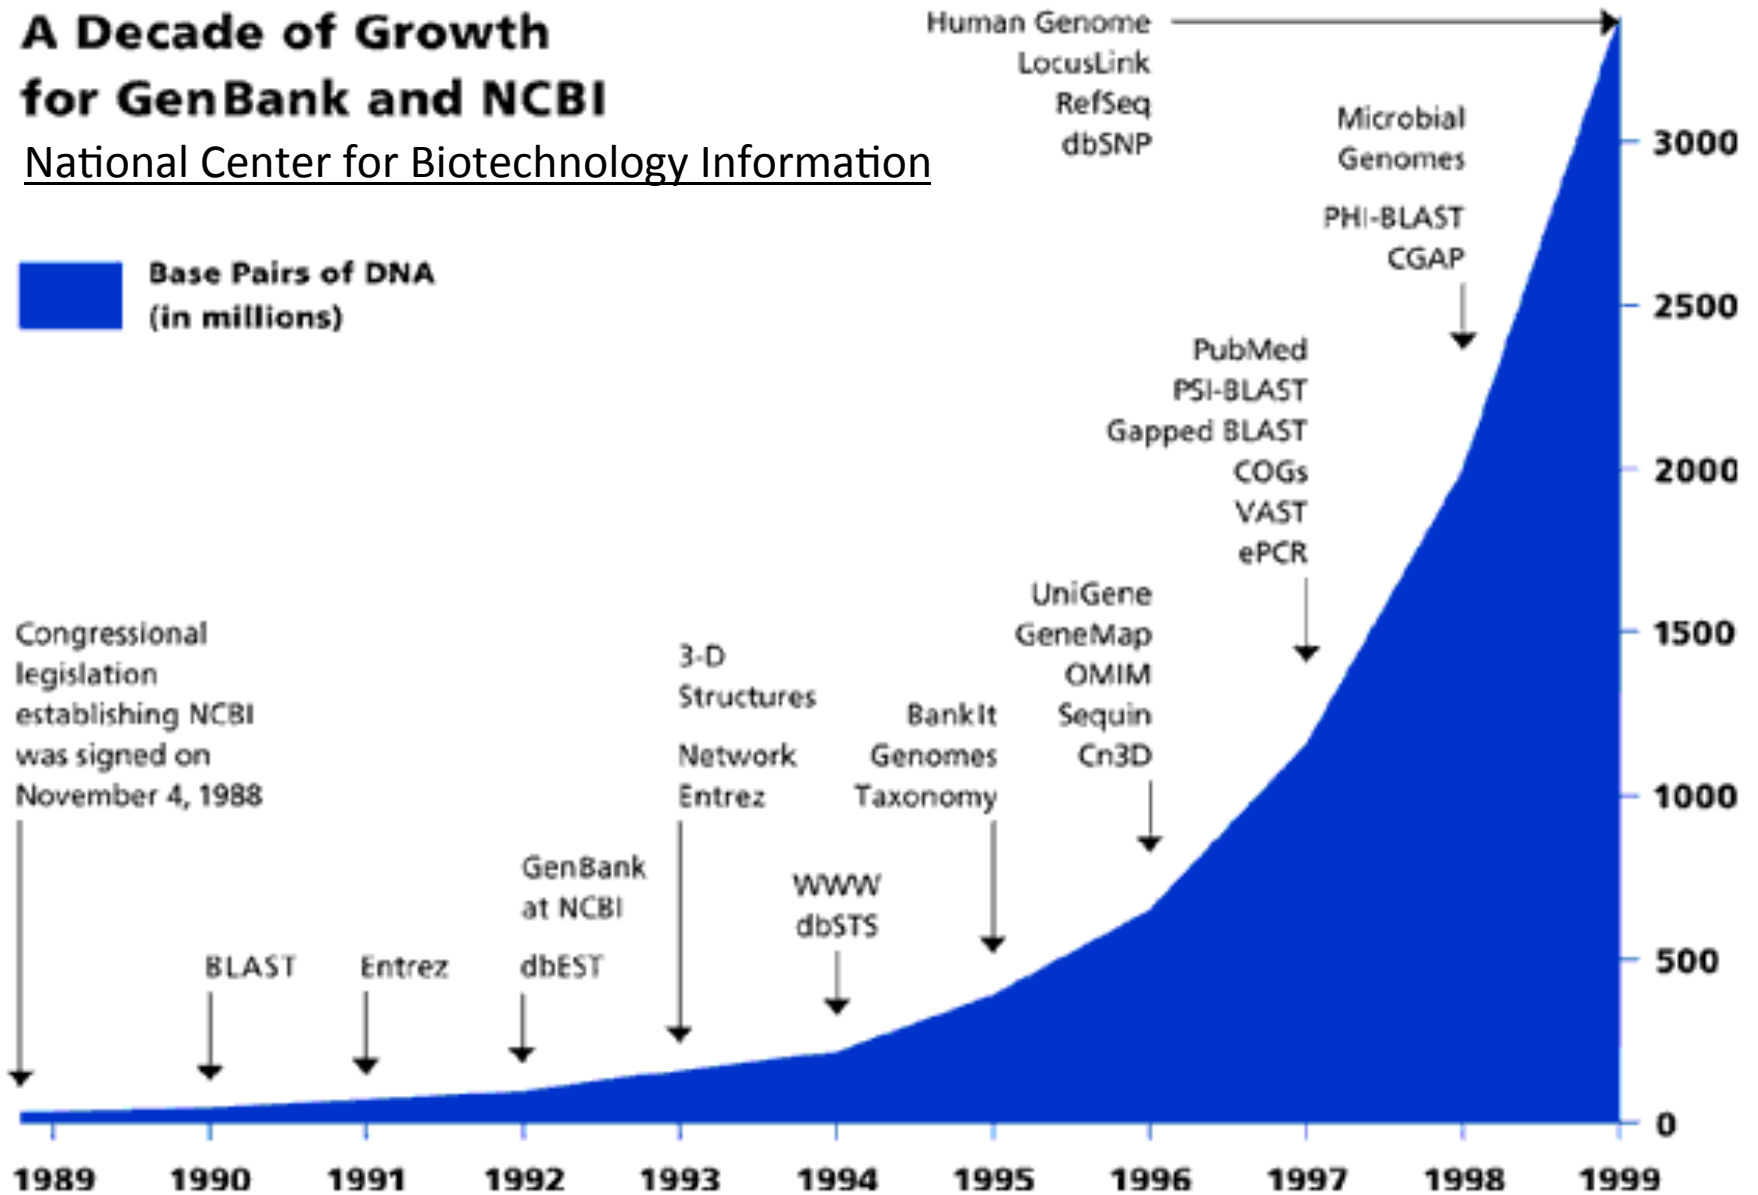 A Decade of Growth
for GenBank and NCBI
National Center for Biotechnology Information
Base Pairs of DNA
(in millions)
Human Genome
LocusLink
RefSeq
dbSNP
Microbial
Genomes
PHI-BLAST
CGAP
PubMed
PSI-BLAST
Gapped BLAST
COGs
VAST
ePCR
UniGene
GeneMap
OMIM
Sequin
Cn3D
BankIt
Genomes
Taxonomy
WWW
dbSTS
3-D
Structures
Network
Entrez
GenBank
at NCBI
dbEST
Entrez
BLAST
Congressional
legislation
establishing NCBI
was signed on
November 4, 1988
3000
2500
2000
1500
1000
500
0
1989 1990 1991 1992 1993 1994 1995 1996 1997 1998 1999